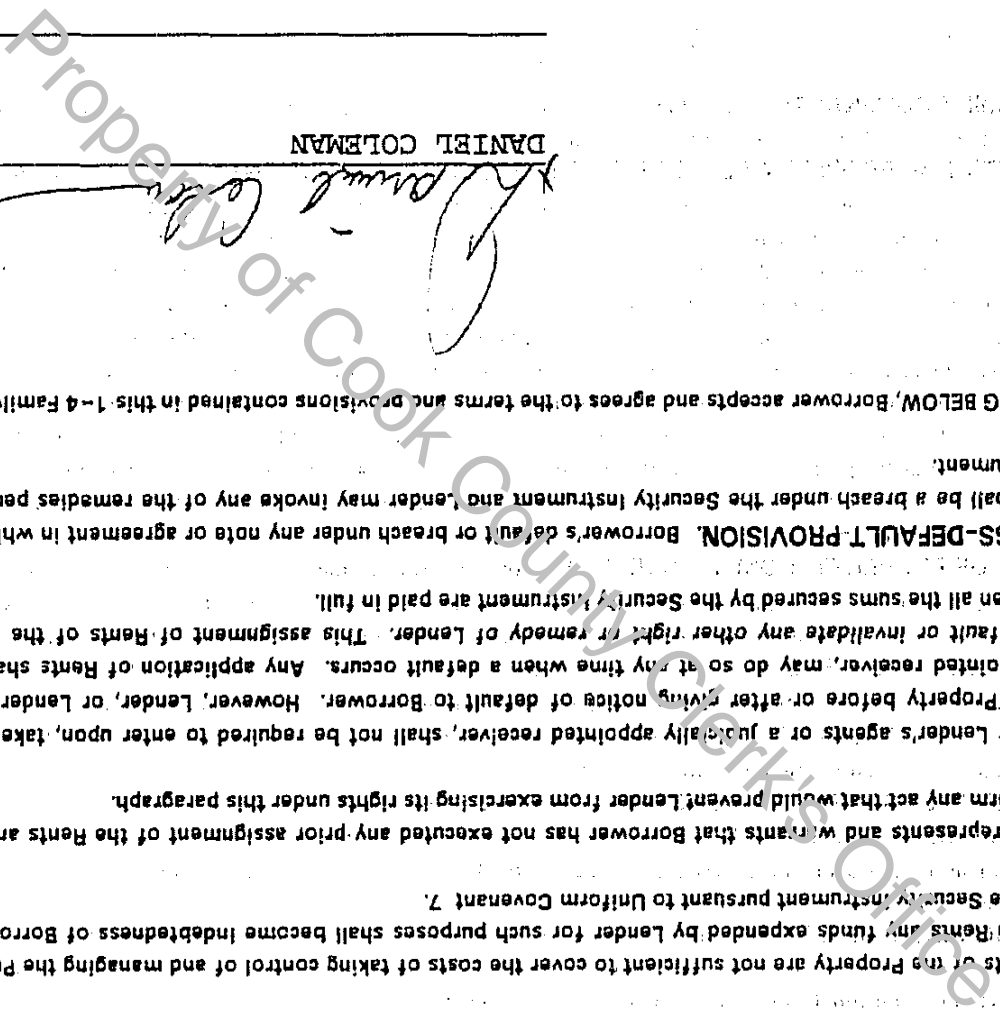 ts of the Property are not sufficient to cover the costs of taking control of and managing the P
Rents any funds expended by Lender for such purposes shall become indebtedness of Borro
e Security Instrument pursuant to Uniform Covenant 7.
represents and warrants that Borrower has not executed any prior assignment of the Rents an
rm any act that would prevent Lender from exercising its rights under this paragraph.
Lender's agents or a judicially appointed receiver, shall not be required to enter upon, take
Property before or after giving notice of default to Borrower. However, Lender, or Lender
ointed receiver, may do so at any time when a default occurs. Any application of Rents sha
fault or invalidate any other right or remedy of Lender. This assignment of Rents of the
en all the sums secured by the Security Instrument are paid in full.
SS-DEFAULT PROVISION. Borrower's default or breach under any note or agreement in whi
all be a breach under the Security Instrument and Lender may invoke any of the remedies per
ument.
G BELOW, Borrower accepts and agrees to the terms and provisions contained in this 1-4 Famil
x Daniel Coleman
DANIEL COLEMAN
Property of Cook County Clerk's Office